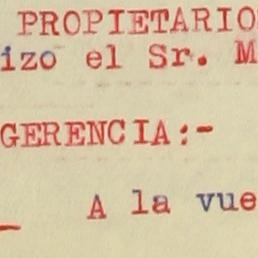 PROPIETARIO
izo el Sr. M
GERENCIA:-
A la vue